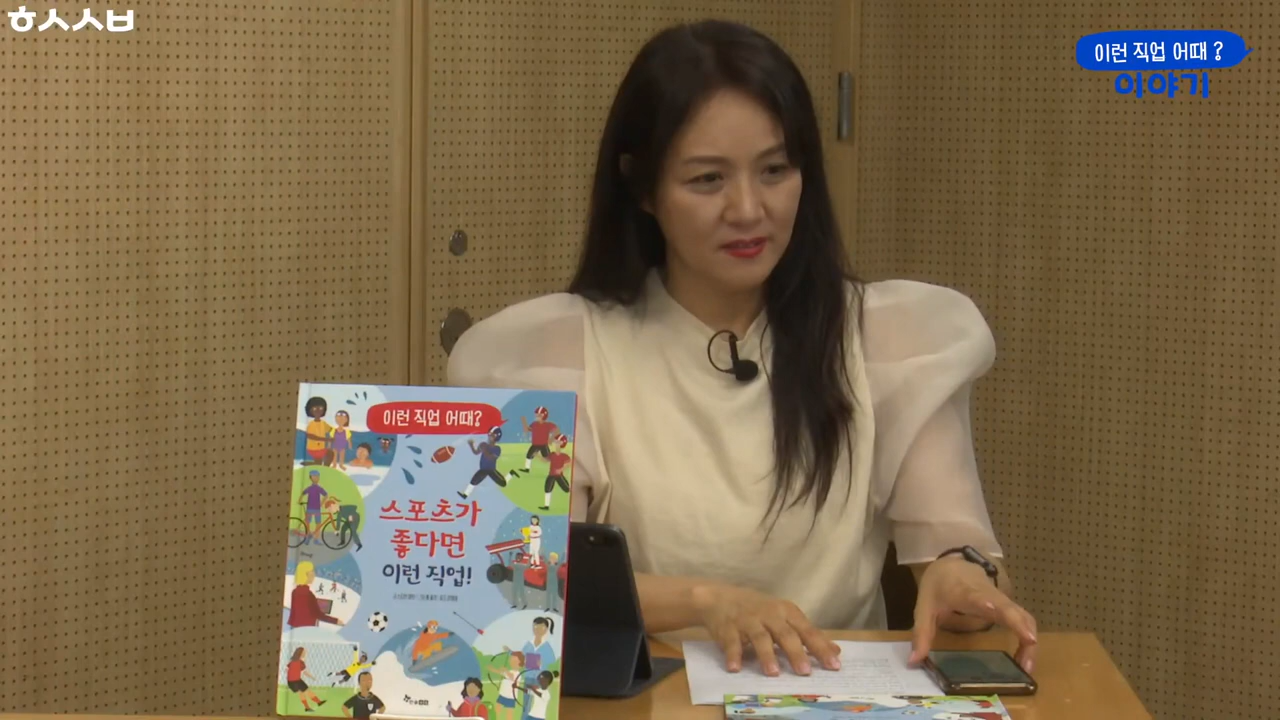 ㅎㅅㅅㅂ
이런 직업 어때?
이야기
이런 직업 어때?
스포츠가
좋다면
이런 직업!